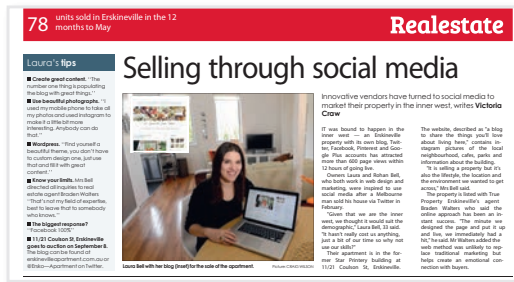 78 units sold in Erskineville in the 12
months to May
Realestate
Laura's tips
■ Create great content. "The
number one thing is populating
the blog with great things."
■ Use beautiful photographs. "I
used my mobile phone to take all
my photos and used instagram to
make it a little bit more
interesting. Anybody can do
that."
■ Wordpress. "Find yourself a
beautiful theme, you don't have
to custom design one, just use
that and fill it with great
content."
■ Know your limits. Mrs Bell
directed all inquiries to real
estate agent Braden Walters
"That's not my field of expertise,
best to leave that to somebody
who knows."
■ The biggest response?
"Facebook 100%"
■ 11/21 Coulson St, Erskineville
goes to auction on September 8.
The blog can be found at
erskinevilleapartment.com.au or
@Ersko—Apartment on Twitter.
Selling through social media
Laura Bell with her blog (inset) for the sale of the apartment.
Picture: CRAIG WILSON
Innovative vendors have turned to social media to
market their property in the inner west, writes Victoria
Craw
IT was bound to happen in the
inner west — an Erskineville
property with its own blog, Twit-
ter, Facebook, Pinterest and Goo-
gle Plus accounts has attracted
more than 600 page views within
12 hours of going live.
Owners Laura and Rohan Bell,
who both work in web design and
marketing, were inspired to use
social media after a Melbourne
man sold his house via Twitter in
February.
"Given that we are the inner
west, we thought it would suit the
demographic," Laura Bell, 33 said.
"It hasn't really cost us anything,
just a bit of our time so why not
use our skills?"
Their apartment is in the for-
mer Star Printery building at
11/21 Coulson St, Erskineville.
The website, described as "a blog
to share the things you'll love
about living here", contains in-
stagram pictures of the local
neighbourhood, cafes, parks and
information about the building.
"It is selling a property but it's
also the lifestyle, the location and
the environment we wanted to get
across," Mrs Bell said.
The property is listed with True
Property Erskineville's agent
Braden Walters who said the
online approach has been an in-
stant success. "The minute we
designed the page and put it up
and live, we immediately had a
hit," he said. Mr Walters added the
web method was unlikely to rep-
lace traditional marketing but
helps create an emotional con-
nection with buyers.